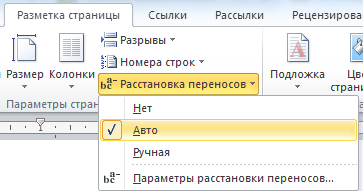 Разметка страницы Ссылки Рассылки Рецензирова
Разрывы
Номера строк
Размер Колонки Расстановка переносов Подложка Цве
стран
Параметры стран
Нет
Авто
Ручная
Параметры расстановки переносов...